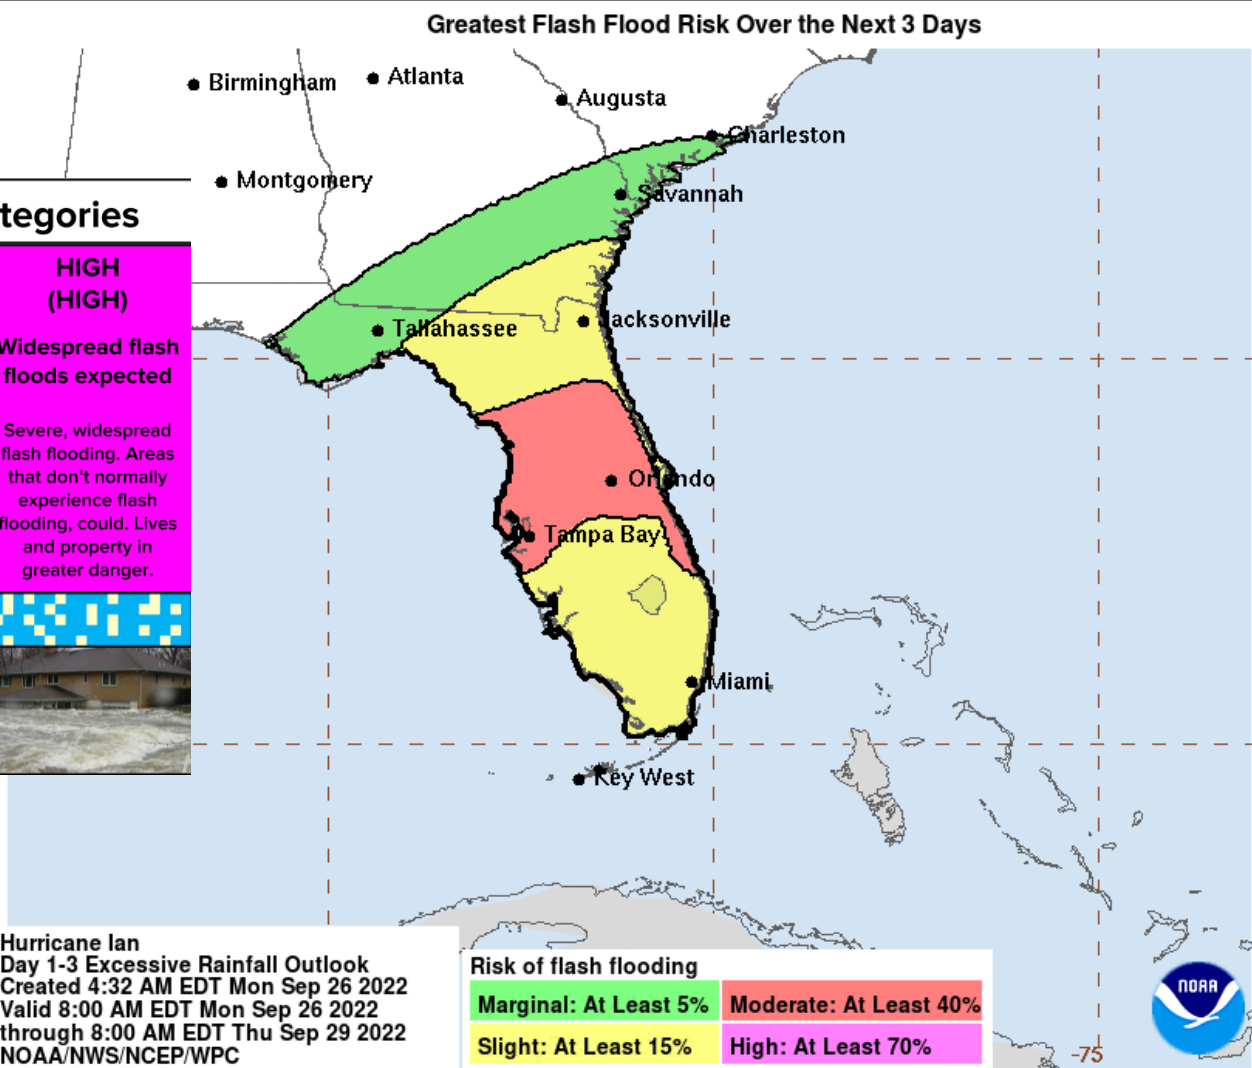 Greatest Flash Flood Risk Over the Next 3 Days
Birmingham
Atlanta
Augusta
Charleston
Montgomery
Savannah
tegories
HIGH
(HIGH)
Widespread flash
floods expected
Severe, widespread
flash flooding. Areas
that don't normally
experience flash
flooding, could. Lives
and property in
greater danger.
Tallahassee
Jacksonville
Orlando
Tampa Bay
Miami
Key West
Hurricane Ian
Day 1-3 Excessive Rainfall Outlook
Created 4:32 AM EDT Mon Sep 26 2022
Valid 8:00 AM EDT Mon Sep 26 2022
through 8:00 AM EDT Thu Sep 29 2022
NOAA/NWS/NCEP/WPC
Risk of flash flooding
Marginal: At Least 5%
Moderate: At Least 40%
Slight: At Least 15%
High: At Least 70%
-75
NOAA